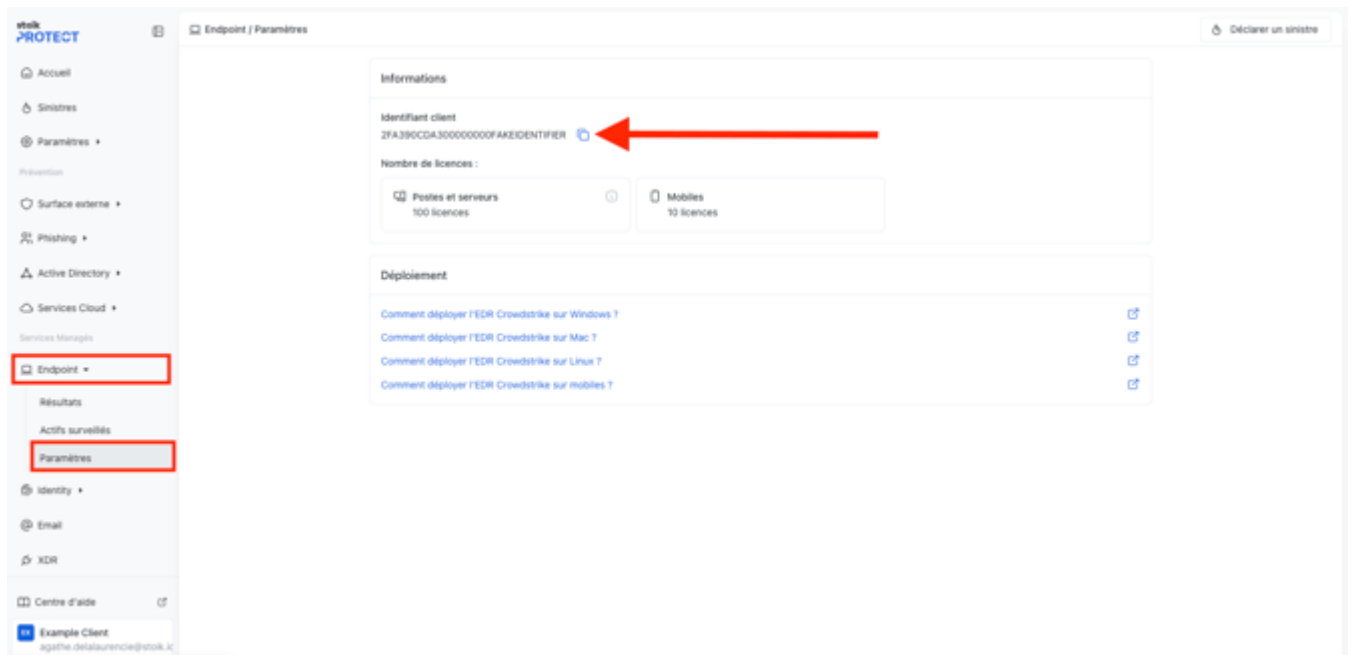 stoik
PROTECT
Accueil
Sinistres
Paramètres
Prévention
Surface externe
Phishing
Active Directory
Services Cloud
Services Managés
Endpoint
Résultats
Actifs surveillés
Paramètres
Identity
Email
XDR
Centre d'aide
EX
Example Client
agathe.delalaurencie@stoik.io
Endpoint / Paramètres
Déclarer un sinistre
Informations
Identifiant client
2FA390CDA300000000FAKEIDENTIFIER
Nombre de licences :
Postes et serveurs
100 licences
Mobiles
10 licences
Déploiement
Comment déployer l'EDR Crowdstrike sur Windows ?
Comment déployer l'EDR Crowdstrike sur Mac ?
Comment déployer l'EDR Crowdstrike sur Linux ?
Comment déployer l'EDR Crowdstrike sur mobiles ?